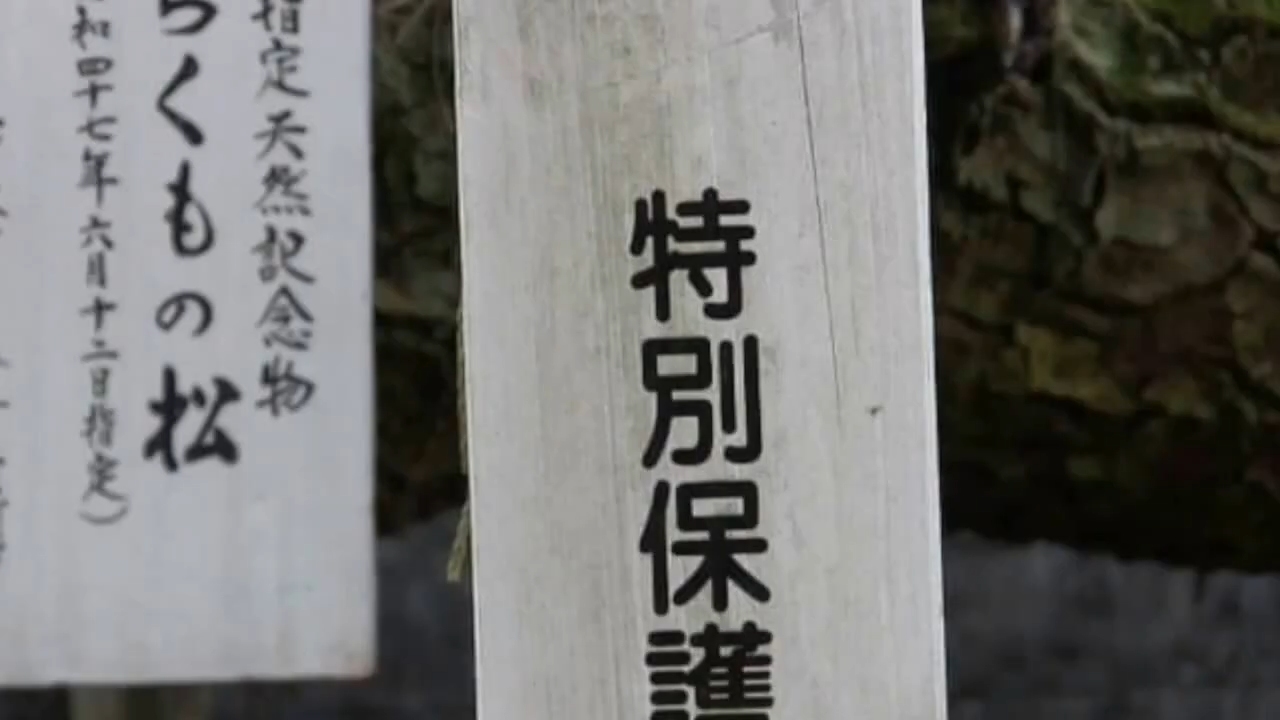 指定天然記念物
らくもの松
和四十七年六月十二日指定）
特別保護